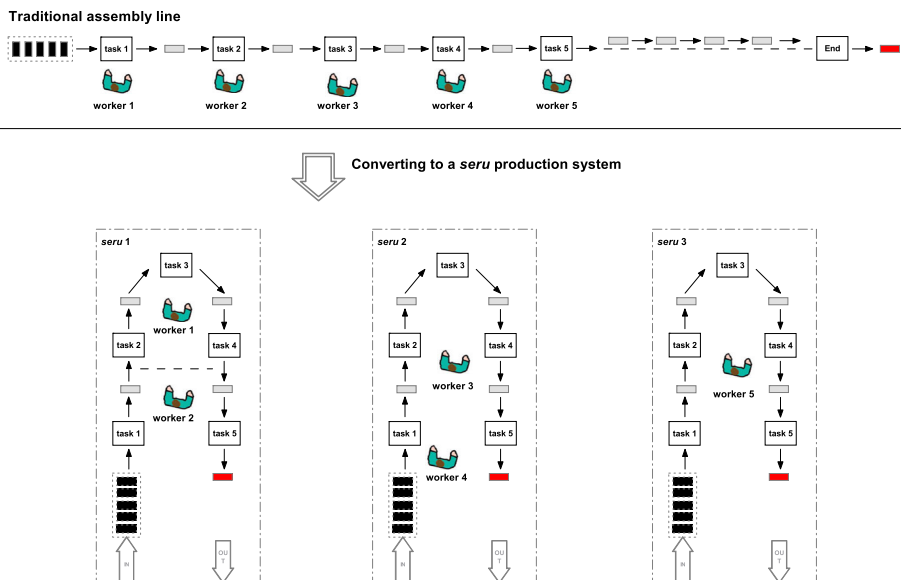 Traditional assembly line
task 1 task 2 task 3 task 4 task 5 End
worker 1 worker 2 worker 3 worker 4 worker 5
Converting to a seru production system
seru 1
task 3
worker 1
task 2 task 4
worker 2
task 1 task 5
IN
OU
T
seru 2
task 3
task 2 task 4
worker 3
task 1 task 5
worker 4
IN
OU
T
seru 3
task 3
task 2 task 4
worker 5
task 1 task 5
IN
OU
T